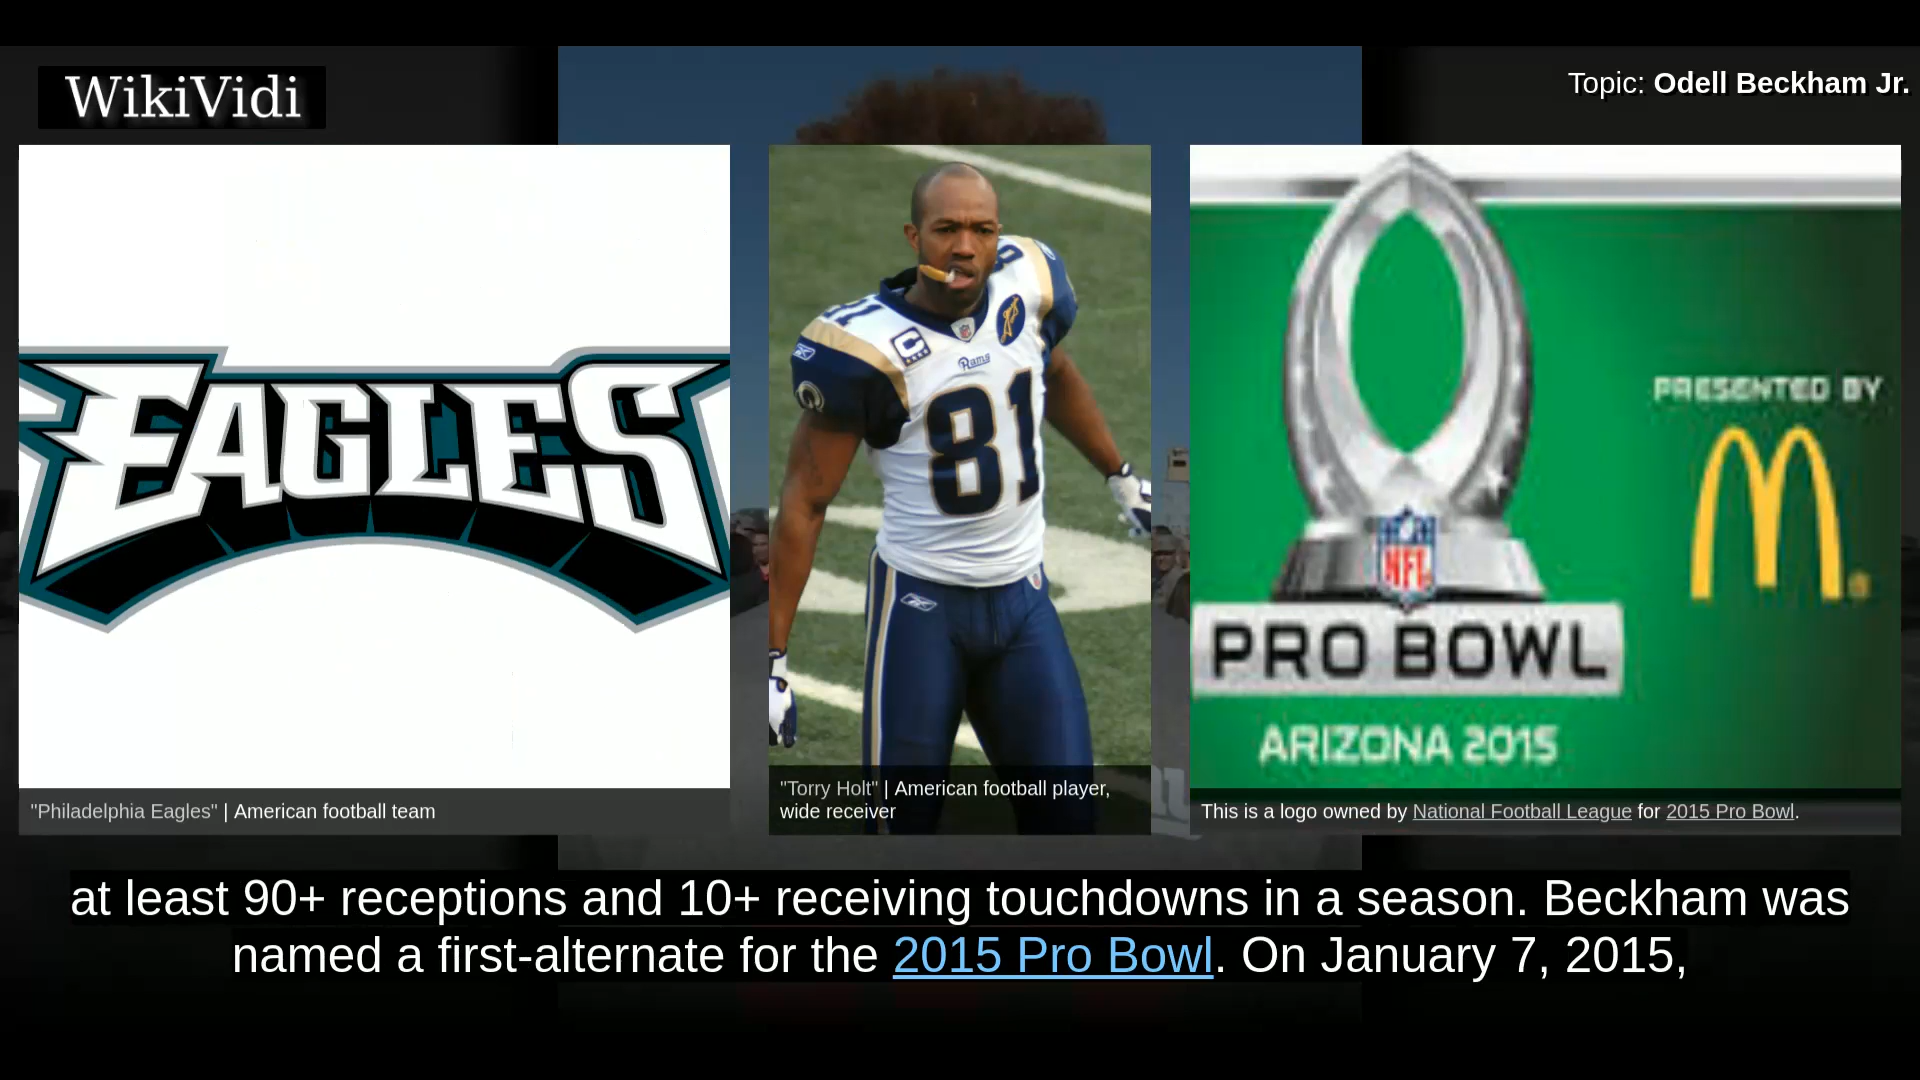 WikiVidi
Topic: Odell Beckham Jr.
EAGLES
"Philadelphia Eagles" | American football team
81
C
Rams
81
"Torry Holt" | American football player,
wide receiver
PRESENTED BY
NFL
PRO BOWL
ARIZONA 2015
This is a logo owned by National Football League for 2015 Pro Bowl.
at least 90+ receptions and 10+ receiving touchdowns in a season. Beckham was
named a first-alternate for the 2015 Pro Bowl. On January 7, 2015,